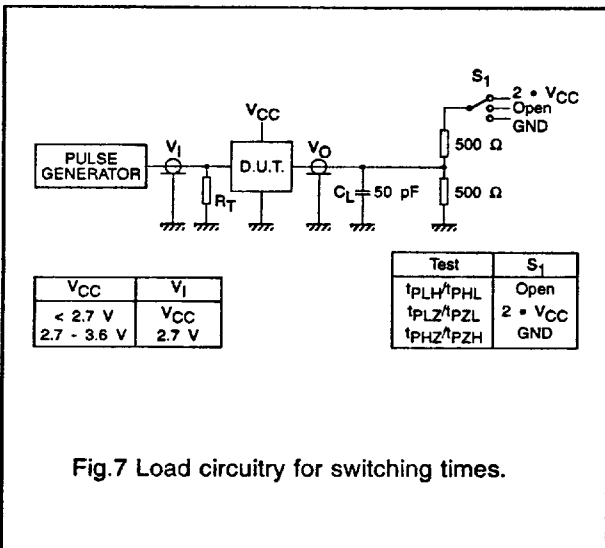 S1
2 • VCC
Open
GND
VCC
VI
VO
PULSE GENERATOR
D.U.T.
500 Ω
RT
CL
50 pF
500 Ω
VCC VI
< 2.7 V VCC
2.7 - 3.6 V 2.7 V
Test S1
tPLH/tPHL Open
tPLZ/tPZL 2 • VCC
tPHZ/tPZH GND
Fig.7 Load circuitry for switching times.